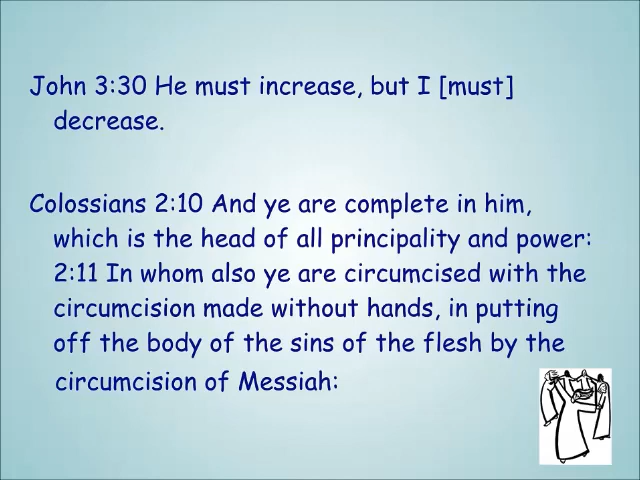 John 3:30 He must increase, but I [must]
decrease.
Colossians 2:10 And ye are complete in him,
which is the head of all principality and power:
2:11 In whom also ye are circumcised with the
circumcision made without hands, in putting
off the body of the sins of the flesh by the
circumcision of Messiah: